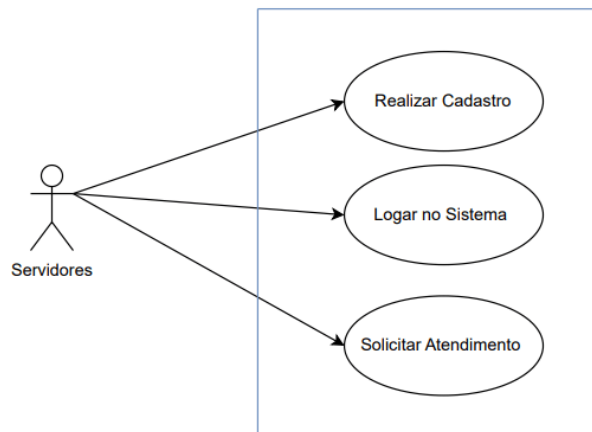 Realizar Cadastro
Logar no Sistema
Servidores
Solicitar Atendimento